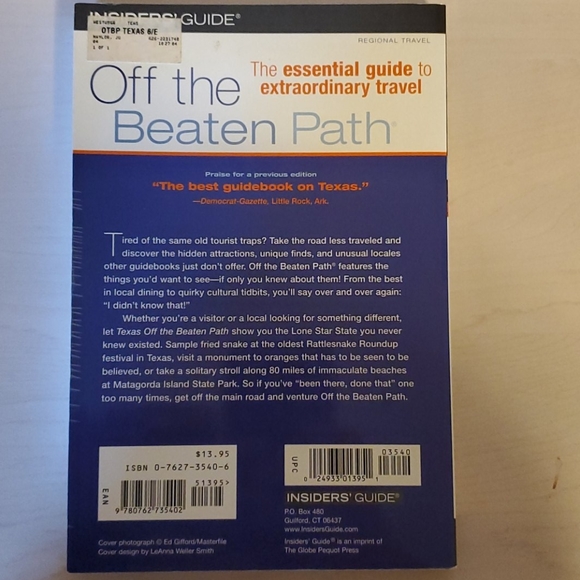 INSIDERS' GUIDE®
OTBP TEXAS 6/E
1 OF 1
REGIONAL TRAVEL
Off the
Beaten Path®
The essential guide to
extraordinary travel
Praise for a previous edition
"The best guidebook on Texas."
—Democrat-Gazette, Little Rock, Ark.
Tired of the same old tourist traps? Take the road less traveled and
discover the hidden attractions, unique finds, and unusual locales
other guidebooks just don't offer. Off the Beaten Path® features the
things you'd want to see—if only you knew about them! From the best
in local dining to quirky cultural tidbits, you'll say over and over again:
"I didn't know that!"
Whether you're a visitor or a local looking for something different,
let Texas Off the Beaten Path show you the Lone Star State you never
knew existed. Sample fried snake at the oldest Rattlesnake Roundup
festival in Texas, visit a monument to oranges that has to be seen to be
believed, or take a solitary stroll along 80 miles of immaculate beaches
at Matagorda Island State Park. So if you've "been there, done that" one
too many times, get off the main road and venture Off the Beaten Path.
$13.95
ISBN 0-7627-3540-6
51395>
EAN
9 780762 735402
03540
UPC
0 24933 01395 1
INSIDERS' GUIDE®
P.O. Box 480
Guilford, CT 06437
www.InsidersGuide.com
Insiders' Guide® is an imprint of
The Globe Pequot Press
Cover photograph © Ed Gifford/Masterfile
Cover design by LeAnna Weller Smith